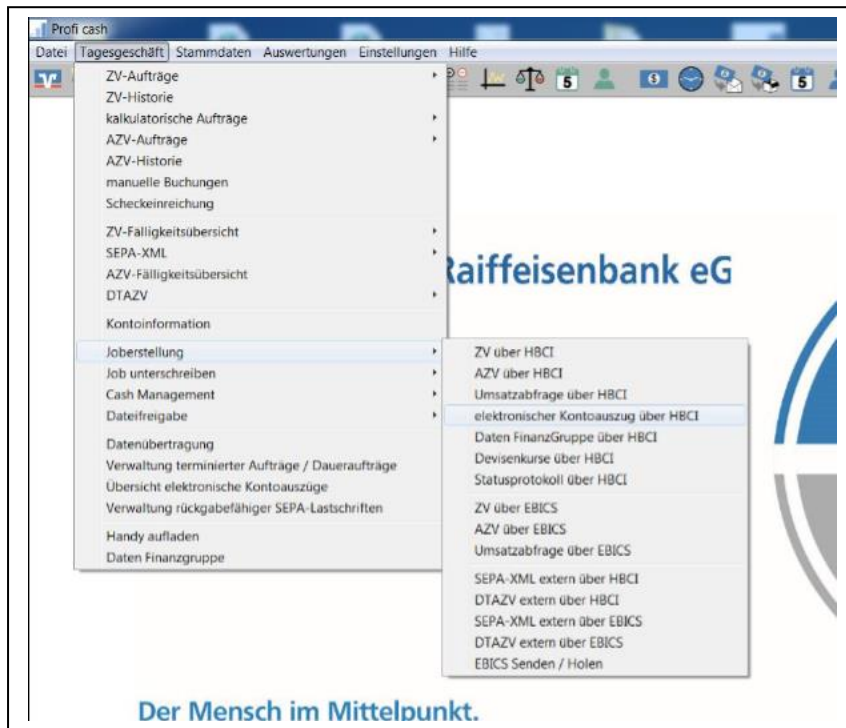 Profi cash
Datei Tagesgeschäft Stammdaten Auswertungen Einstellungen Hilfe
ZV-Aufträge
ZV-Historie
kalkulatorische Aufträge
AZV-Aufträge
AZV-Historie
manuelle Buchungen
Scheckeinreichung
ZV-Fälligkeitsübersicht
SEPA-XML
AZV-Fälligkeitsübersicht
DTAZV
Kontoinformation
Joberstellung
Job unterschreiben
Cash Management
Dateifreigabe
Datenübertragung
Verwaltung terminierter Aufträge / Daueraufträge
Übersicht elektronische Kontoauszüge
Verwaltung rückgabefähiger SEPA-Lastschriften
Handy aufladen
Daten Finanzgruppe
ZV über HBCI
AZV über HBCI
Umsatzabfrage über HBCI
elektronischer Kontoauszug über HBCI
Daten FinanzGruppe über HBCI
Devisenkurse über HBCI
Statusprotokoll über HBCI
ZV über EBICS
AZV über EBICS
Umsatzabfrage über EBICS
SEPA-XML extern über HBCI
DTAZV extern über HBCI
SEPA-XML extern über EBICS
DTAZV extern über EBICS
EBICS Senden / Holen
5
5
Raiffeisenbank eG
Der Mensch im Mittelpunkt.